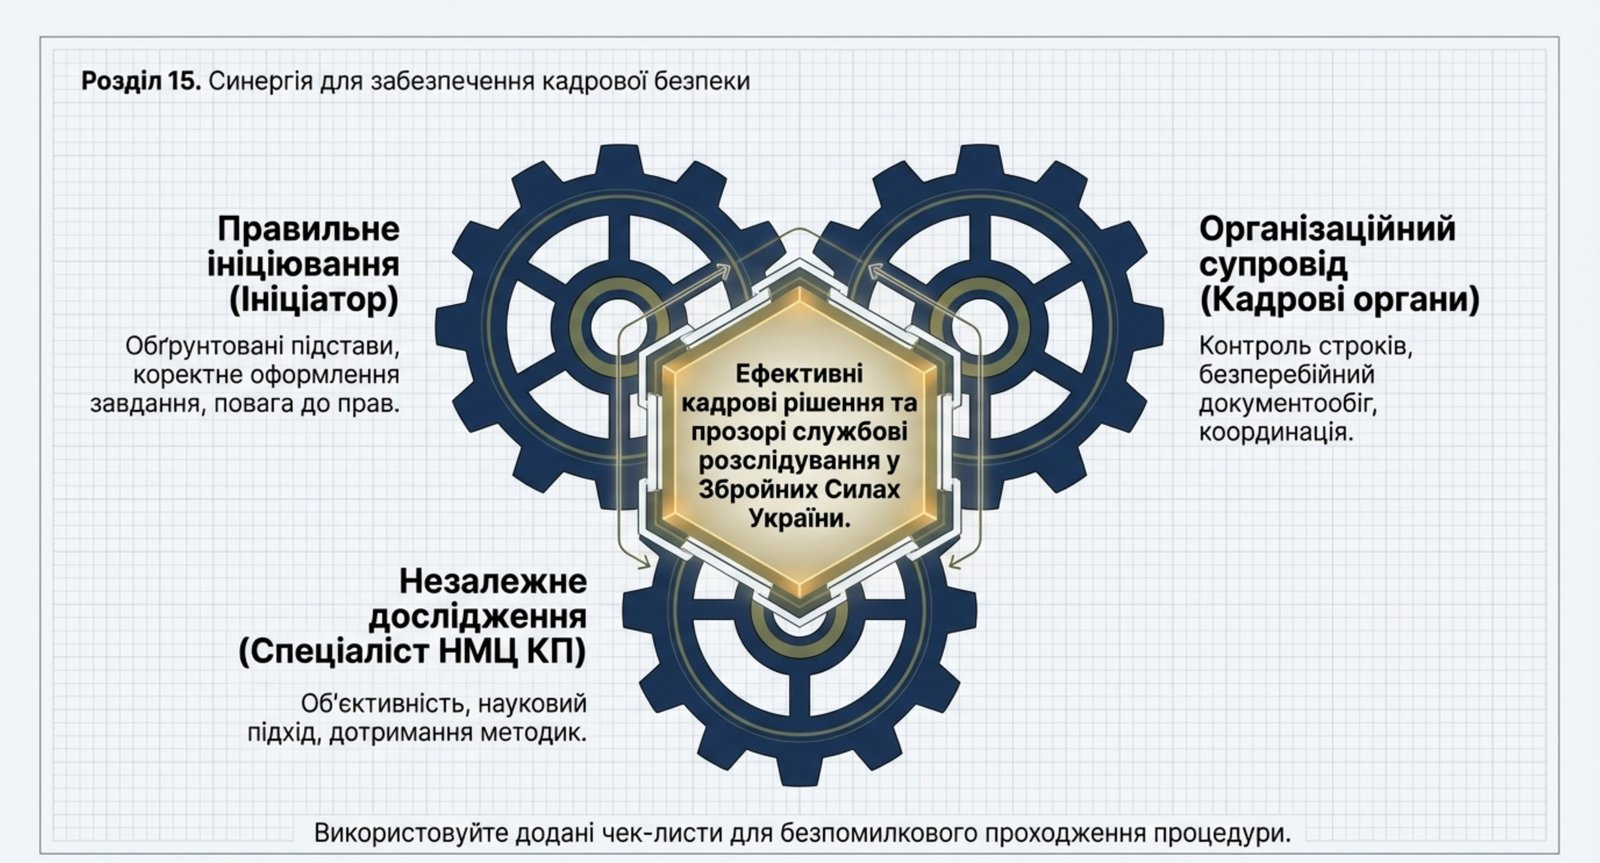 Розділ 15. Синергія для забезпечення кадрової безпеки
Правильне
ініціювання
(Ініціатор)
Обґрунтовані підстави,
коректне оформлення
завдання, повага до прав.
Організаційний
супровід
(Кадрові органи)
Контроль строків,
безперебійний
документообіг,
координація.
Ефективні
кадрові рішення та
прозорі службові
розслідування у
Збройних Силах
України.
Незалежне
дослідження
(Спеціаліст НМЦ КП)
Об'єктивність, науковий
підхід, дотримання методик.
Використовуйте додані чек-листи для безпомилкового проходження процедури.